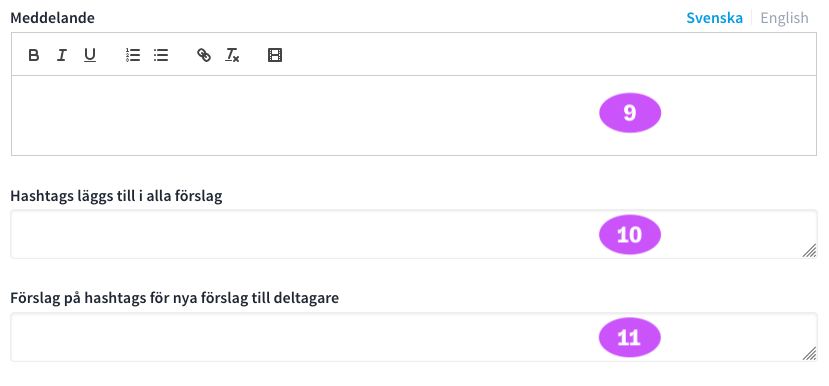 Meddelande
Svenska English
9
Hashtags läggs till i alla förslag
10
Förslag på hashtags för nya förslag till deltagare
11